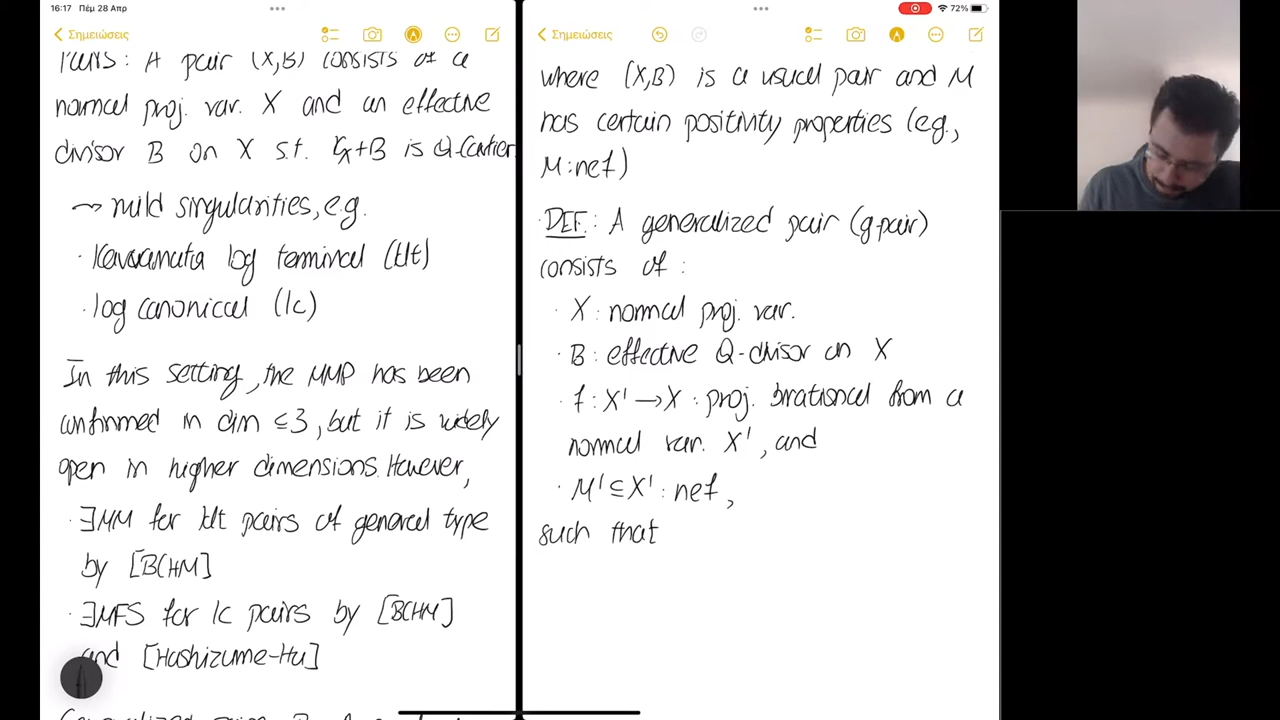 16:17 Πέμ 28 Απρ
72%
Σημειώσεις
Pairs: A pair (X,B) consists of a
normal proj. var. X and an effective
divisor B on X s.t. Kx+B is Q-Cartier.
⇝ mild singularities, e.g.
· Kawamata log terminal (klt)
· log canonical (lc)
In this setting, the MMP has been
confirmed in dim ≤3, but it is widely
open in higher dimensions. However,
· ∃MM for klt pairs of general type
by [BCHM]
· ∃MFS for lc pairs by [BCHM]
and [Hashizume-Hu]
Σημειώσεις
where (X,B) is a usual pair and M
has certain positivity properties (e.g.,
M: nef)
· DEF: A generalized pair (g-pair)
consists of:
· X: normal proj. var.
· B: effective Q-divisor on X
· f: X' → X: proj. birational from a
normal var. X', and
· M' ⊆ X': nef,
such that